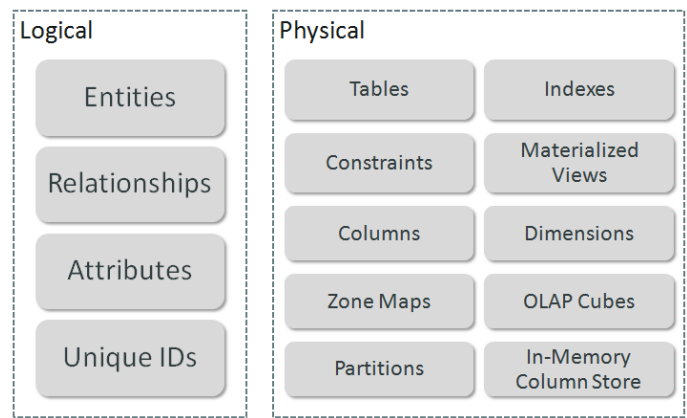 Logical
Entities
Relationships
Attributes
Unique IDs
Physical
Tables
Indexes
Constraints
Materialized
Views
Columns
Dimensions
Zone Maps
OLAP Cubes
Partitions
In-Memory
Column Store